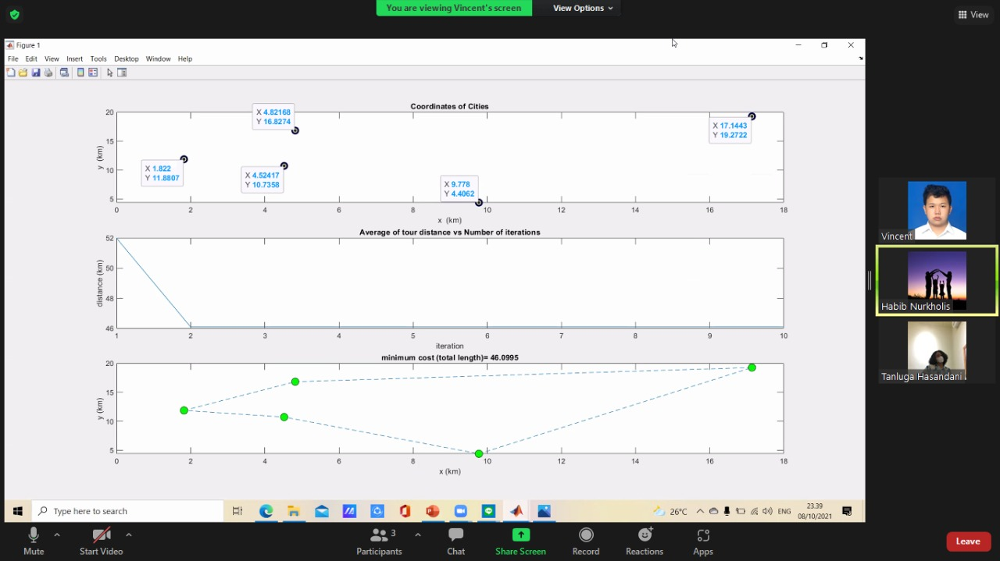 You are viewing Vincent's screen
View Options
View
Figure 1
File Edit View Insert Tools Desktop Window Help
Coordinates of Cities
20
15
10
5
y (km)
X 4.82168
Y 16.8274
X 17.1443
Y 19.2722
X 1.822
Y 11.8807
X 4.52417
Y 10.7358
X 9.778
Y 4.4062
0 2 4 6 8 10 12 14 16 18
x (km)
Average of tour distance vs Number of iterations
52
50
48
46
distance (km)
1 2 3 4 5 6 7 8 9 10
iteration
minimum cost (total length)= 46.0995
20
15
10
5
y (km)
0 2 4 6 8 10 12 14 16 18
x (km)
Vincent
Habib Nurkholis
Tanluga Hasandani
Type here to search
26°C
ENG
23.39
08/10/2021
Mute
Start Video
Participants
3
Chat
Share Screen
Record
Reactions
Apps
Leave